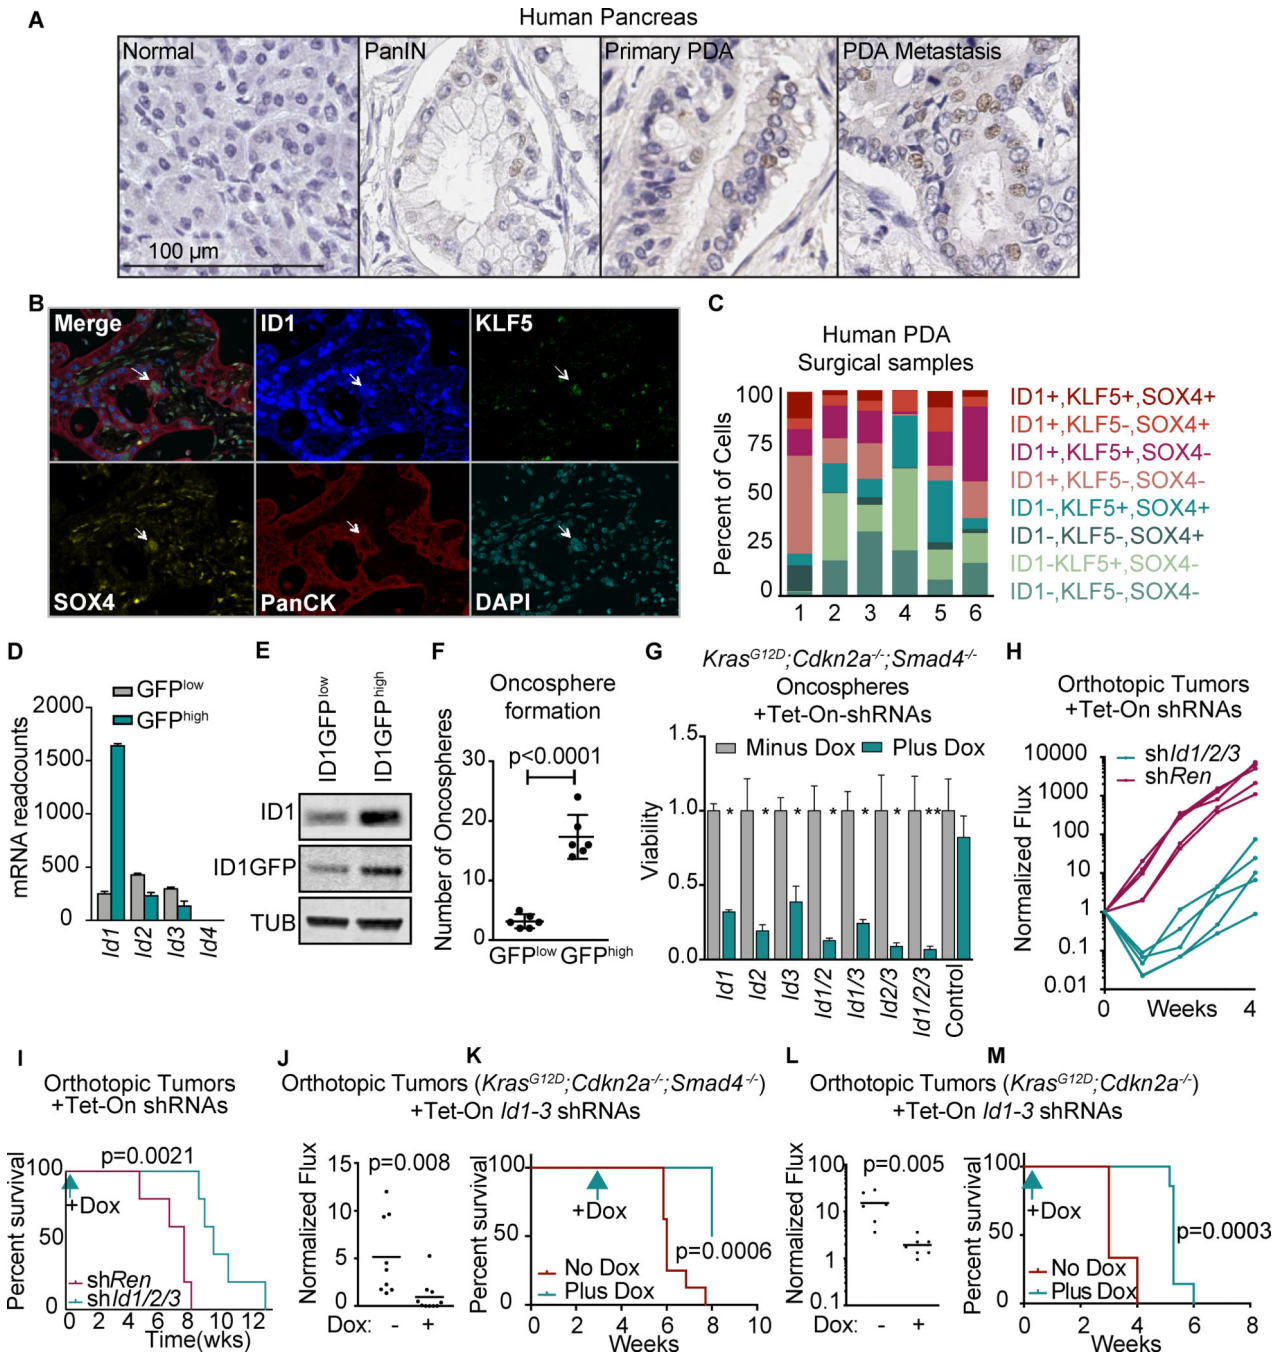 A
Human Pancreas
Normal
PanIN
Primary PDA
PDA Metastasis
100 µm
B
Merge
ID1
KLF5
SOX4
PanCK
DAPI
C
Human PDA
Surgical samples
Percent of Cells
100
75
50
25
0
1 2 3 4 5 6
ID1+,KLF5+,SOX4+
ID1+,KLF5-,SOX4+
ID1+,KLF5+,SOX4-
ID1+,KLF5-,SOX4-
ID1-,KLF5+,SOX4+
ID1-,KLF5-,SOX4+
ID1-KLF5+,SOX4-
ID1-,KLF5-,SOX4-
D
GFPlow
GFPhigh
mRNA readcounts
2000
1500
1000
500
0
Id1 Id2 Id3 Id4
E
ID1GFPlow
ID1GFPhigh
ID1
ID1GFP
TUB
F
Oncosphere
formation
p<0.0001
Number of Oncospheres
30
20
10
0
GFPlow GFPhigh
G
KrasG12D;Cdkn2a-/-;Smad4-/-
Oncospheres
+Tet-On-shRNAs
Minus Dox Plus Dox
Viability
1.5
1.0
0.5
0.0
* * * * * * **
Id1 Id2 Id3 Id1/2 Id1/3 Id2/3 Id1/2/3 Control
H
Orthotopic Tumors
+Tet-On shRNAs
shId1/2/3
shRen
Normalized Flux
10000
1000
100
10
1
0.1
0.01
0 Weeks 4
I
Orthotopic Tumors
+Tet-On shRNAs
p=0.0021
+Dox
shRen
shId1/2/3
Percent survival
100
50
0
0 2 4 6 8 10 12
Time(wks)
J
K
Orthotopic Tumors (KrasG12D;Cdkn2a-/-;Smad4-/-)
+Tet-On Id1-3 shRNAs
Normalized Flux
15
10
5
0
p=0.008
Dox: - +
Percent survival
100
50
0
+Dox
p=0.0006
No Dox
Plus Dox
0 2 4 6 8 10
Weeks
L
M
Orthotopic Tumors (KrasG12D;Cdkn2a-/-)
+Tet-On Id1-3 shRNAs
Normalized Flux
100
10
1
0.1
p=0.005
Dox: - +
Percent survival
100
50
0
+Dox
p=0.0003
No Dox
Plus Dox
0 2 4 6 8
Weeks